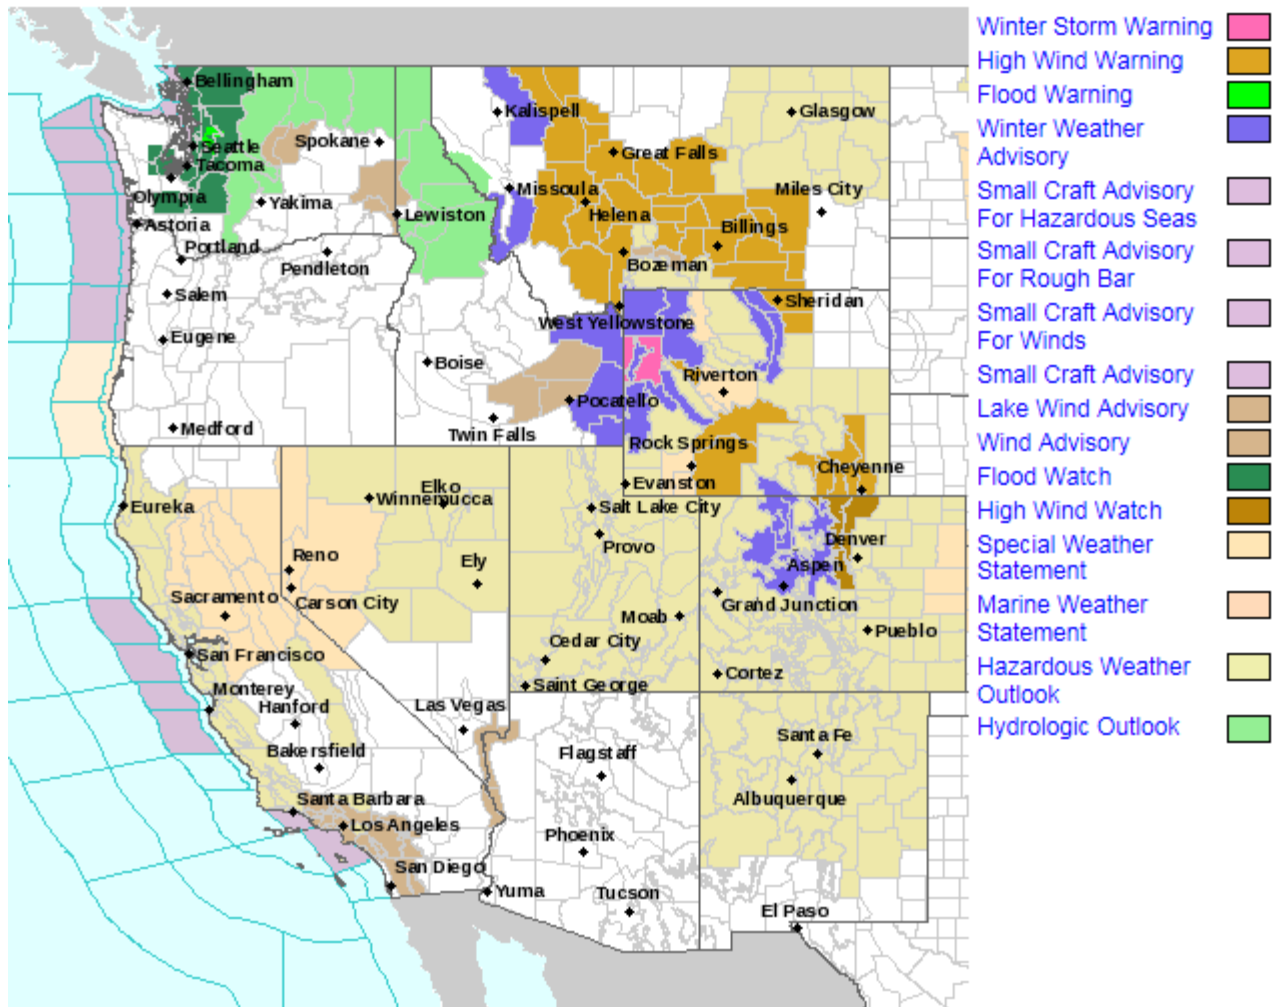 Winter Storm Warning
High Wind Warning
Flood Warning
Winter Weather
Advisory
Small Craft Advisory
For Hazardous Seas
Small Craft Advisory
For Rough Bar
Small Craft Advisory
For Winds
Small Craft Advisory
Lake Wind Advisory
Wind Advisory
Flood Watch
High Wind Watch
Special Weather
Statement
Marine Weather
Statement
Hazardous Weather
Outlook
Hydrologic Outlook
Bellingham
Kalispell
Glasgow
Seattle
Spokane
Great Falls
Tacoma
Olympia
Yakima
Lewiston
Missoula
Helena
Miles City
Billings
Astoria
Portland
Pendleton
Bozeman
Salem
Sheridan
Eugene
West Yellowstone
Boise
Riverton
Pocatello
Medford
Twin Falls
Rock Springs
Cheyenne
Evanston
Eureka
Elko
Winnemucca
Salt Lake City
Provo
Denver
Reno
Ely
Aspen
Sacramento
Carson City
Grand Junction
Moab
Pueblo
San Francisco
Cedar City
Cortez
Monterey
Hanford
Saint George
Las Vegas
Bakersfield
Flagstaff
Santa Fe
Albuquerque
Santa Barbara
Los Angeles
Phoenix
San Diego
Yuma
Tucson
El Paso